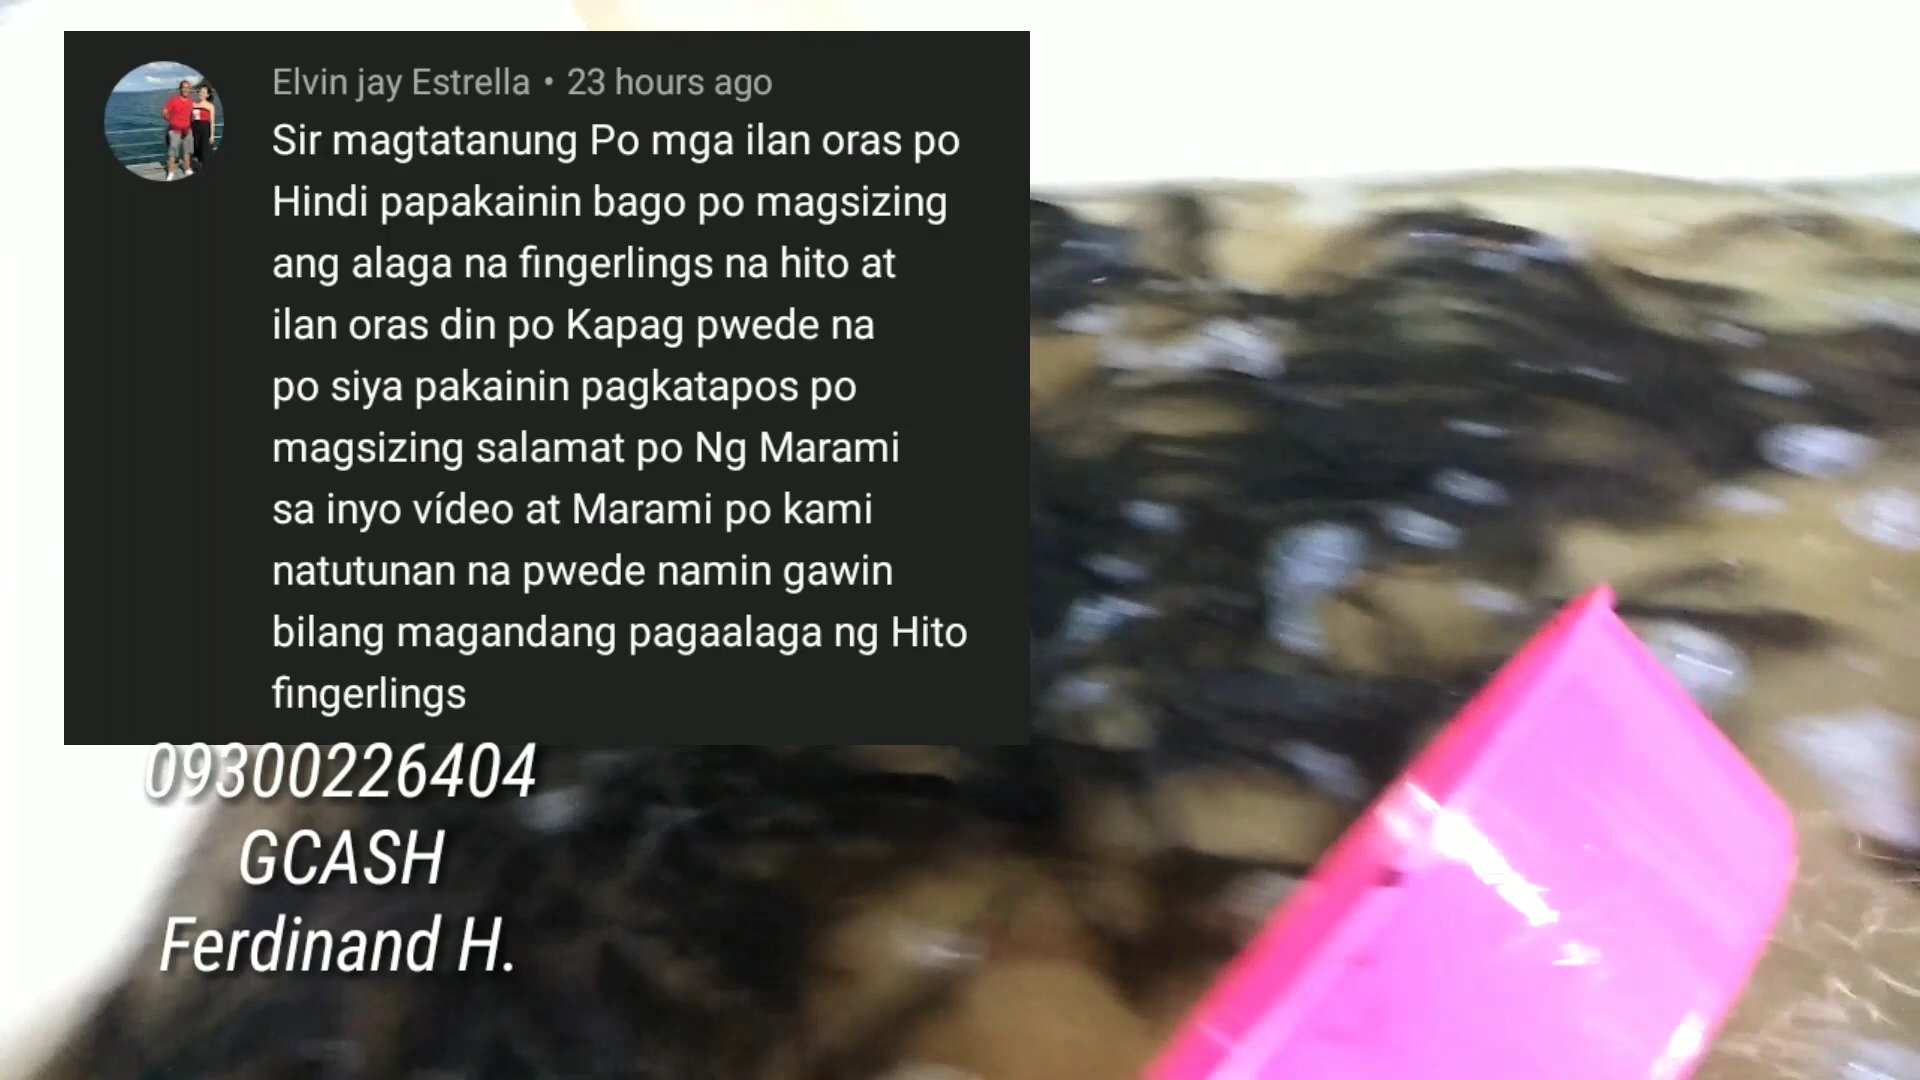 Elvin jay Estrella • 23 hours ago
Sir magtatanung Po mga ilan oras po
Hindi papakainin bago po magsizing
ang alaga na fingerlings na hito at
ilan oras din po Kapag pwede na
po siya pakainin pagkatapos po
magsizing salamat po Ng Marami
sa inyo vídeo at Marami po kami
natutunan na pwede namin gawin
bilang magandang pagaalaga ng Hito
fingerlings
09300226404
GCASH
Ferdinand H.